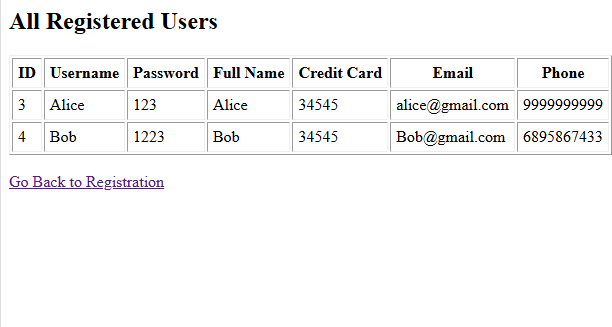 All Registered Users
ID Username Password Full Name Credit Card Email Phone
3 Alice 123 Alice 34545 alice@gmail.com 9999999999
4 Bob 1223 Bob 34545 Bob@gmail.com 6895867433
Go Back to Registration